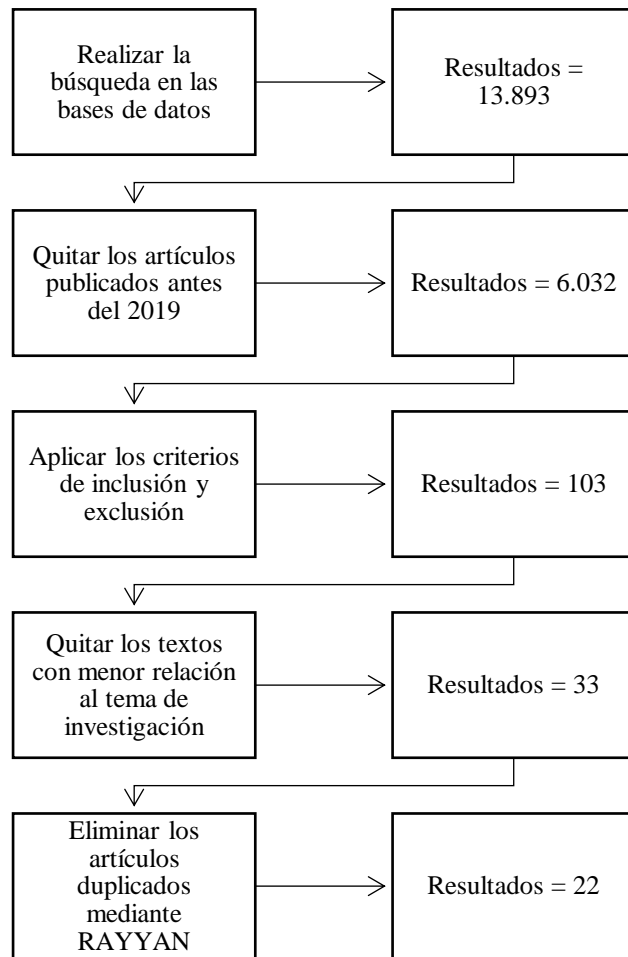 Realizar la
búsqueda en las
bases de datos
Resultados =
13.893
Quitar los artículos
publicados antes
del 2019
Resultados = 6.032
Aplicar los criterios
de inclusión y
exclusión
Resultados = 103
Quitar los textos
con menor relación
al tema de
investigación
Resultados = 33
Eliminar los
artículos
duplicados
mediante
RAYYAN
Resultados = 22